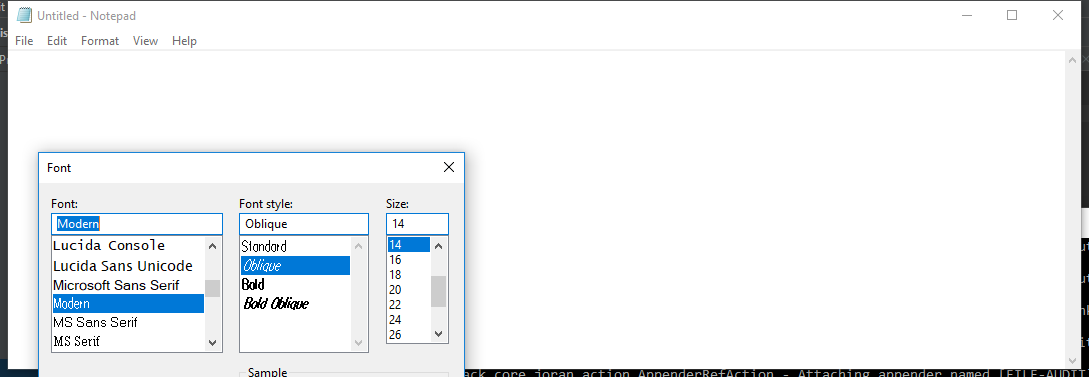 Untitled - Notepad
File Edit Format View Help
Font
Font: Font style: Size:
Modern Oblique 14
Lucida Console
Lucida Sans Unicode
Microsoft Sans Serif
Modern
MS Sans Serif
MS Serif
Standard
Oblique
Bold
Bold Oblique
14
16
18
20
22
24
26
Sample
ack.core.joran.action.AppenderRefAction - Attaching appender named [FILE-AUDIT